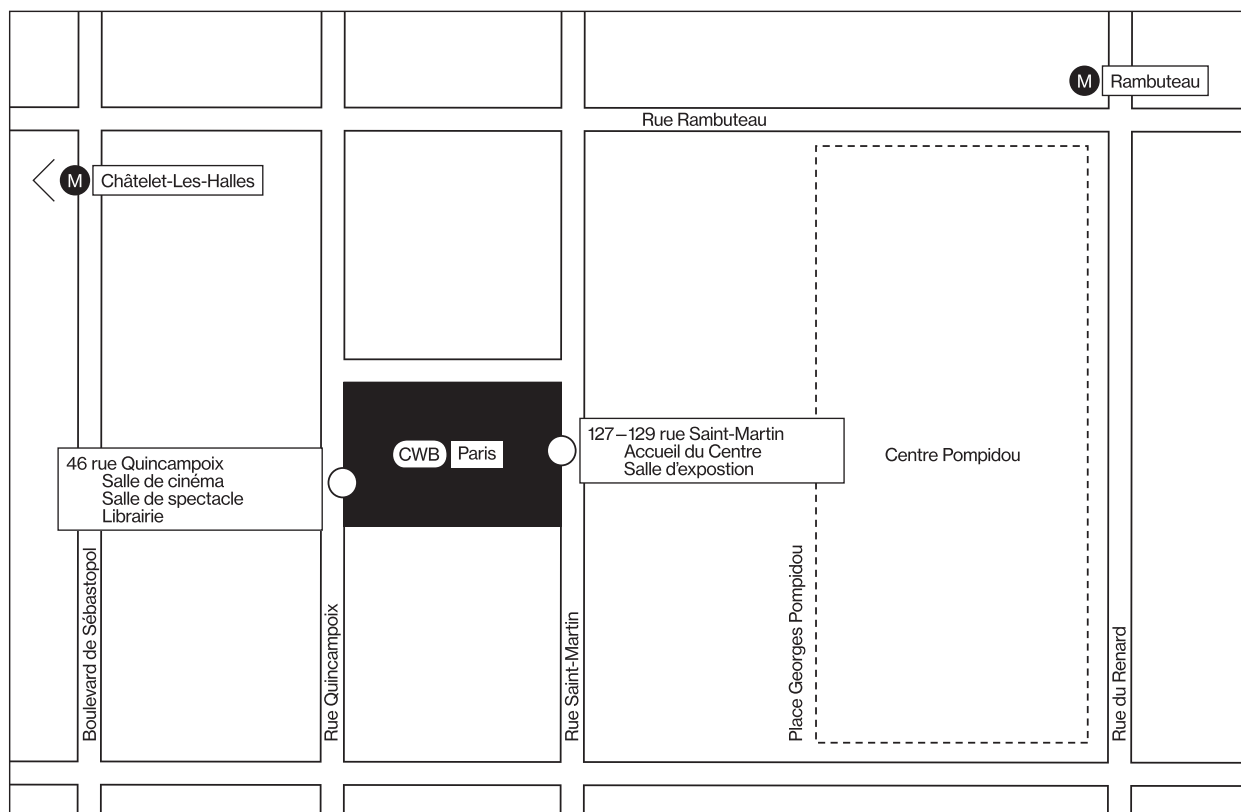 M Rambuteau
Rue Rambuteau
M Châtelet-Les-Halles
CWB Paris
127–129 rue Saint-Martin
Accueil du Centre
Salle d'expostion
Centre Pompidou
46 rue Quincampoix
Salle de cinéma
Salle de spectacle
Librairie
Boulevard de Sébastopol
Rue Quincampoix
Rue Saint-Martin
Place Georges Pompidou
Rue du Renard